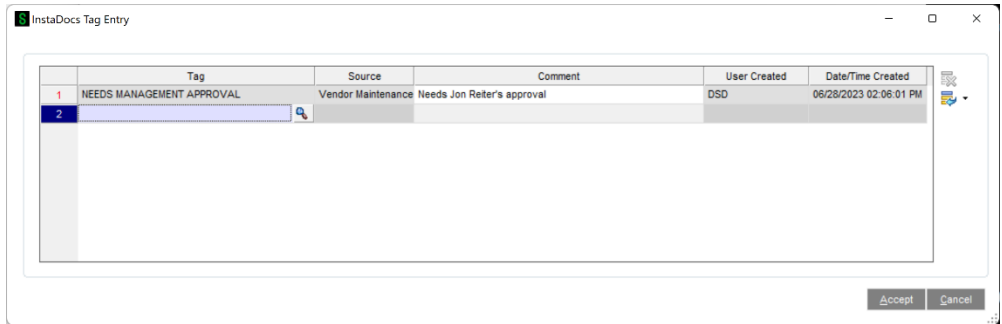 InstaDocs Tag Entry
Tag Source Comment User Created Date/Time Created
1 NEEDS MANAGEMENT APPROVAL Vendor Maintenance Needs Jon Reiter's approval DSD 06/28/2023 02:06:01 PM
2
Accept Cancel